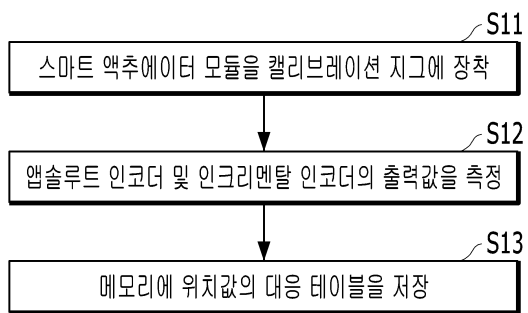 S11
스마트 액추에이터 모듈을 캘리브레이션 지그에 장착
S12
앱솔루트 인코더 및 인크리멘탈 인코더의 출력값을 측정
S13
메모리에 위치값의 대응 테이블을 저장